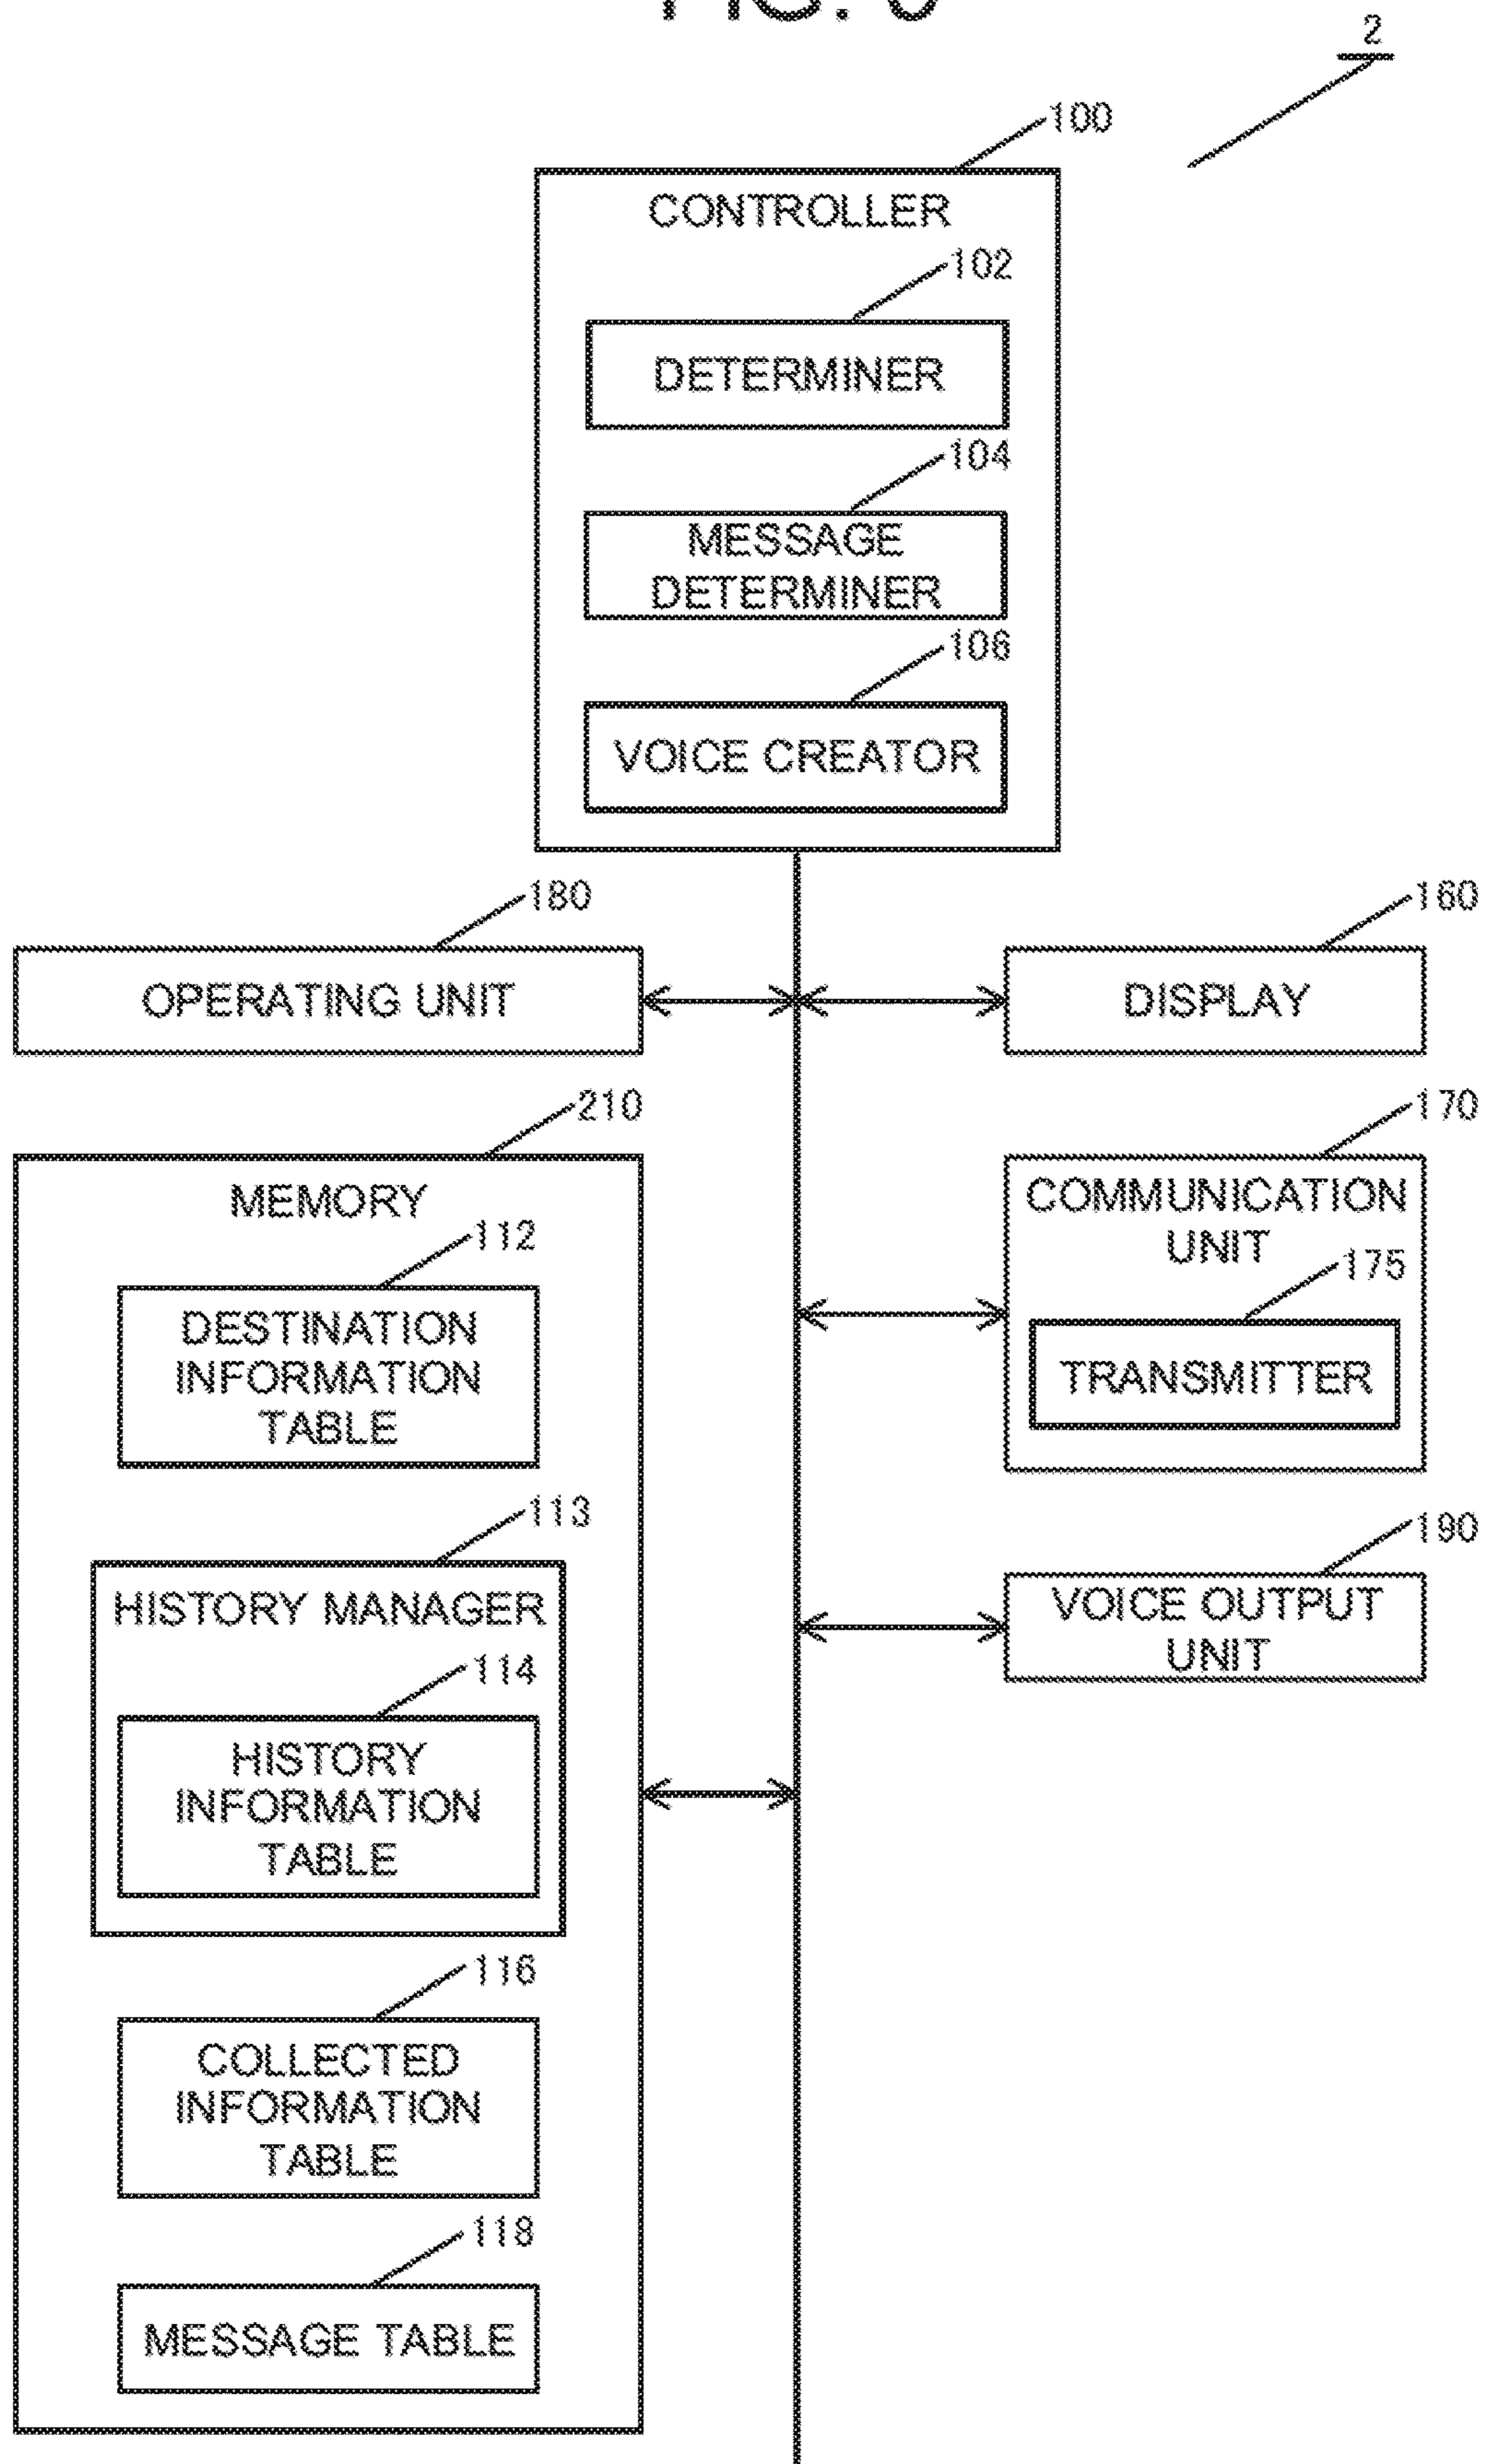 2
100
CONTROLLER
102
DETERMINER
104
MESSAGE
DETERMINER
106
VOICE CREATOR
180
OPERATING UNIT
160
DISPLAY
210
MEMORY
112
DESTINATION
INFORMATION
TABLE
113
HISTORY MANAGER
114
HISTORY
INFORMATION
TABLE
116
COLLECTED
INFORMATION
TABLE
118
MESSAGE TABLE
170
COMMUNICATION
UNIT
175
TRANSMITTER
190
VOICE OUTPUT
UNIT